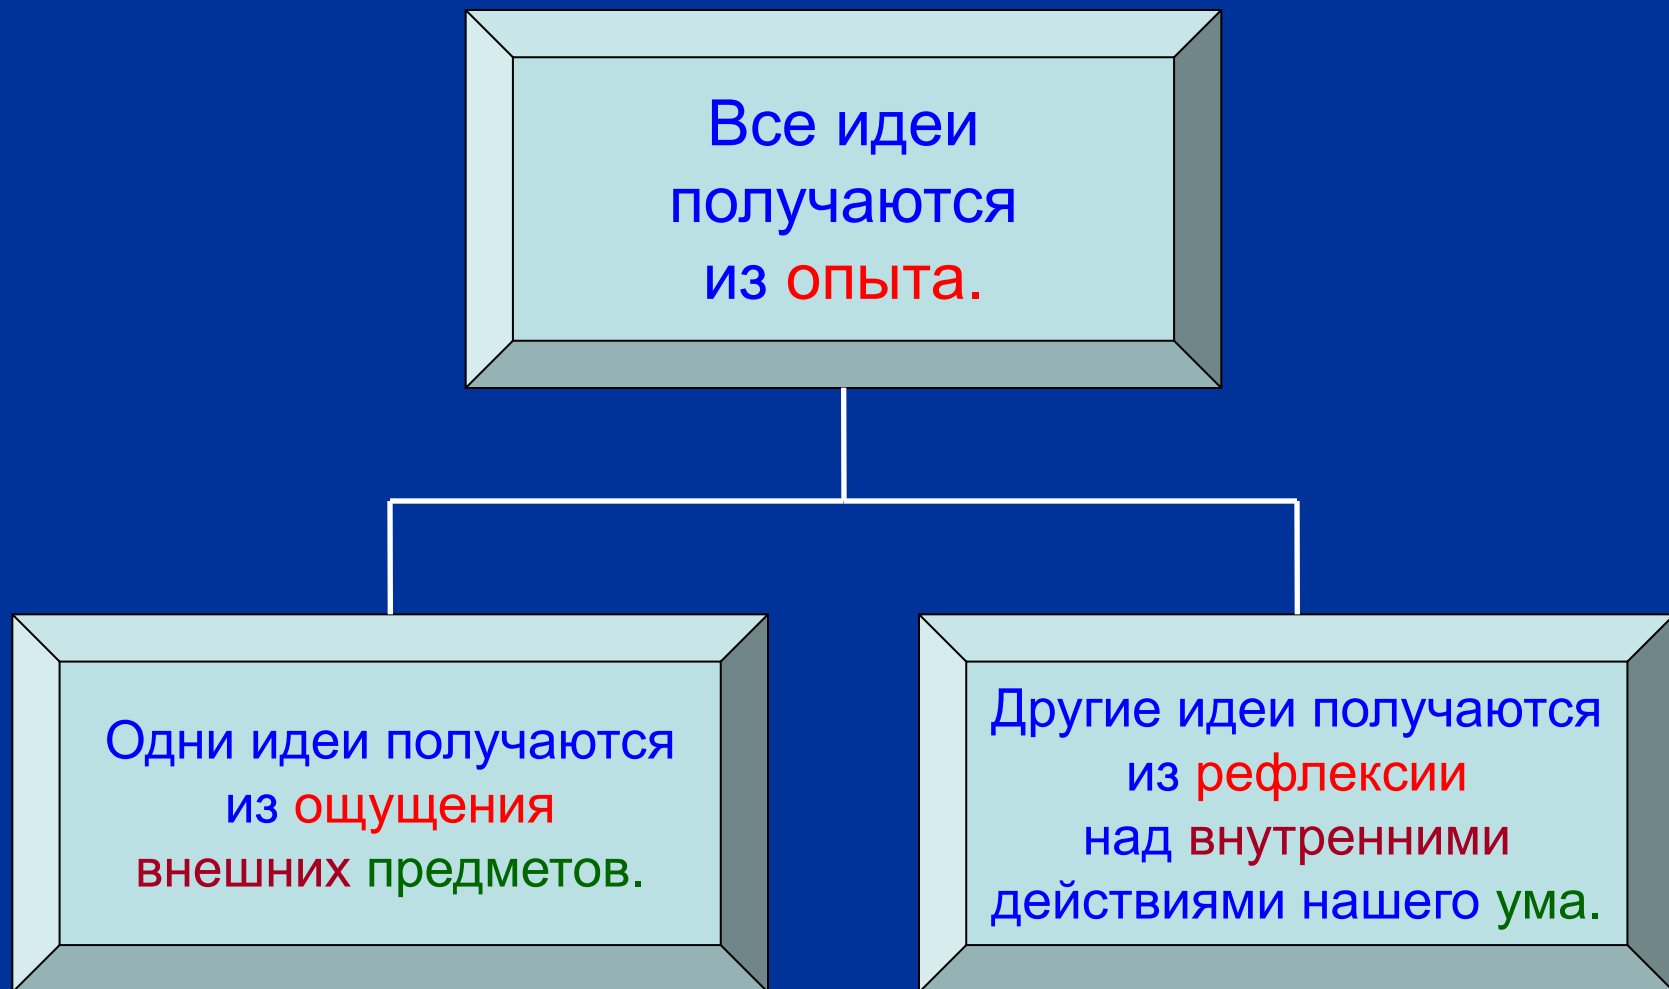 Все идеи
получаются
из опыта.
Одни идеи получаются
из ощущения
внешних предметов.
Другие идеи получаются
из рефлексии
над внутренними
действиями нашего ума.